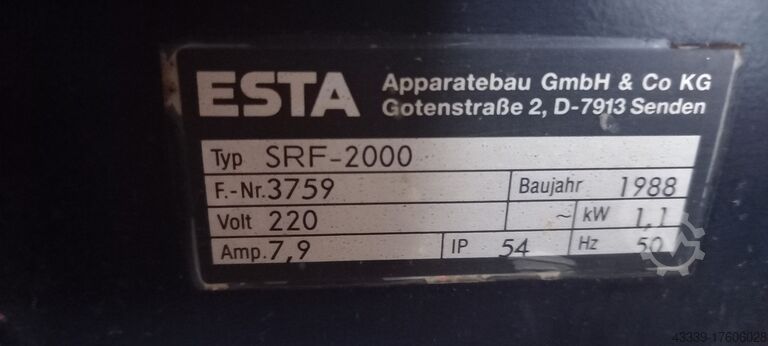 ESTA Apparatebau GmbH & Co KG
Gotenstraße 2, D-7913 Senden
Typ SRF-2000
F.-Nr. 3759 Baujahr 1988
Volt 220 ~ kW 1,1
Amp. 7,9 IP 54 Hz 50
43339-17606028